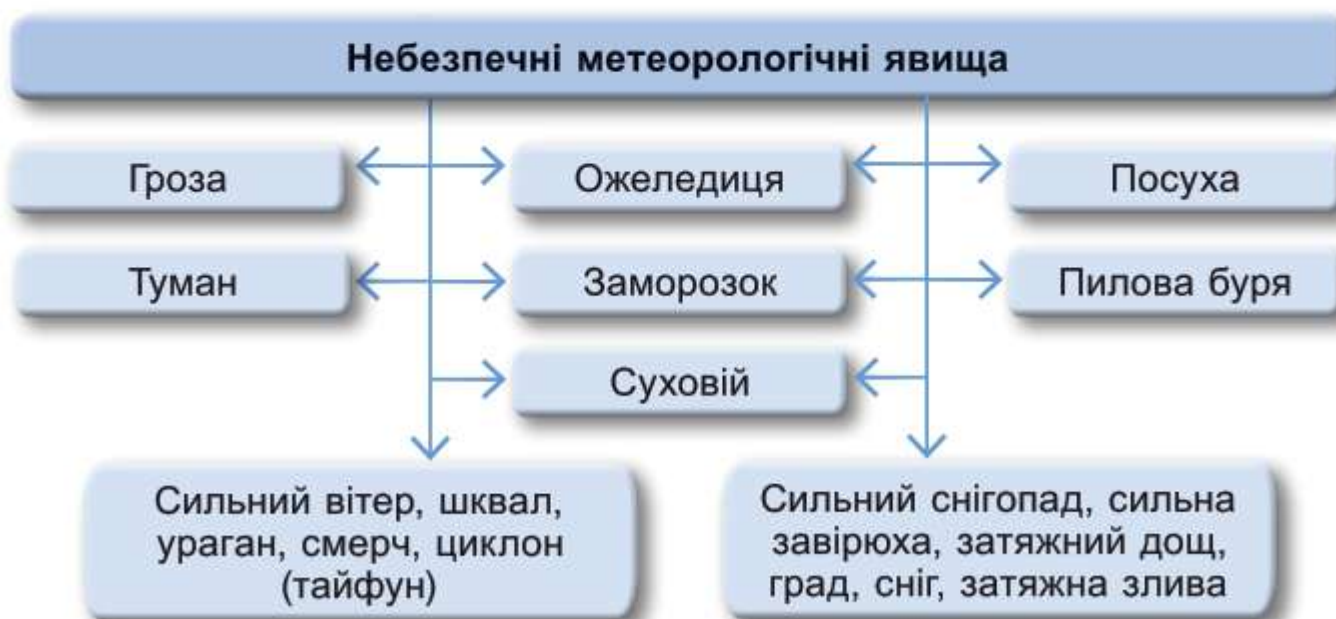 Небезпечні метеорологічні явища
Гроза
Ожеледиця
Посуха
Туман
Заморозок
Пилова буря
Суховій
Сильний вітер, шквал,
ураган, смерч, циклон
(тайфун)
Сильний снігопад, сильна
завірюха, затяжний дощ,
град, сніг, затяжна злива